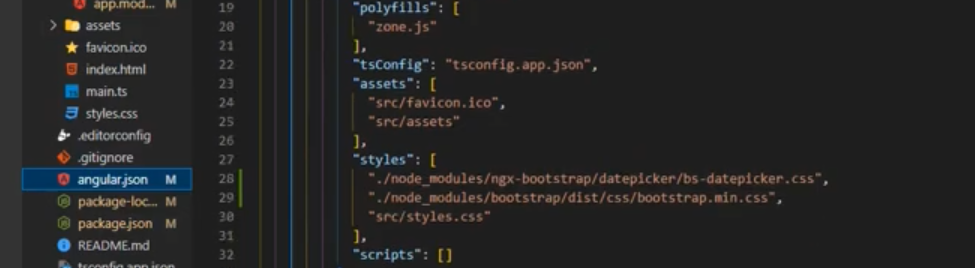 app.mod... M
assets
favicon.ico
index.html
main.ts
styles.css
.editorconfig
.gitignore
angular.json M
package-loc... M
package.json M
README.md
tsconfig.app.json
19 "polyfills": [
20 "zone.js"
21 ],
22 "tsConfig": "tsconfig.app.json",
23 "assets": [
24 "src/favicon.ico",
25 "src/assets"
26 ],
27 "styles": [
28 "./node_modules/ngx-bootstrap/datepicker/bs-datepicker.css",
29 "./node_modules/bootstrap/dist/css/bootstrap.min.css",
30 "src/styles.css"
31 ],
32 "scripts": []